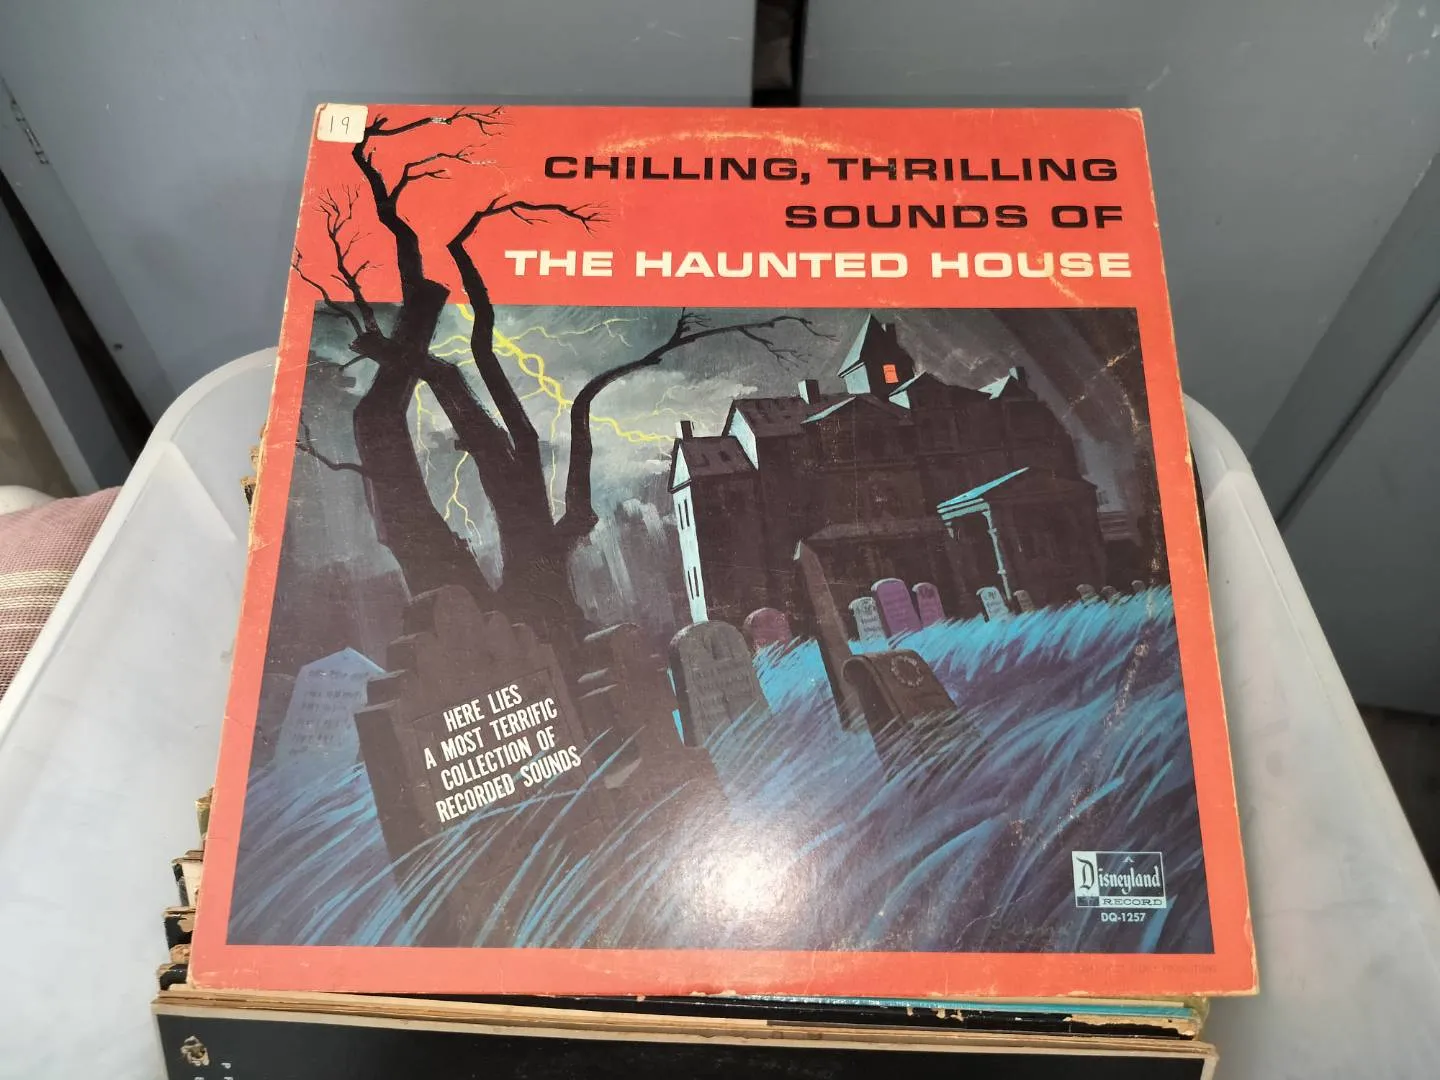 19
CHILLING, THRILLING
SOUNDS OF
THE HAUNTED HOUSE
HERE LIES
A MOST TERRIFIC
COLLECTION OF
RECORDED SOUNDS
Disneyland
RECORD
DQ-1257